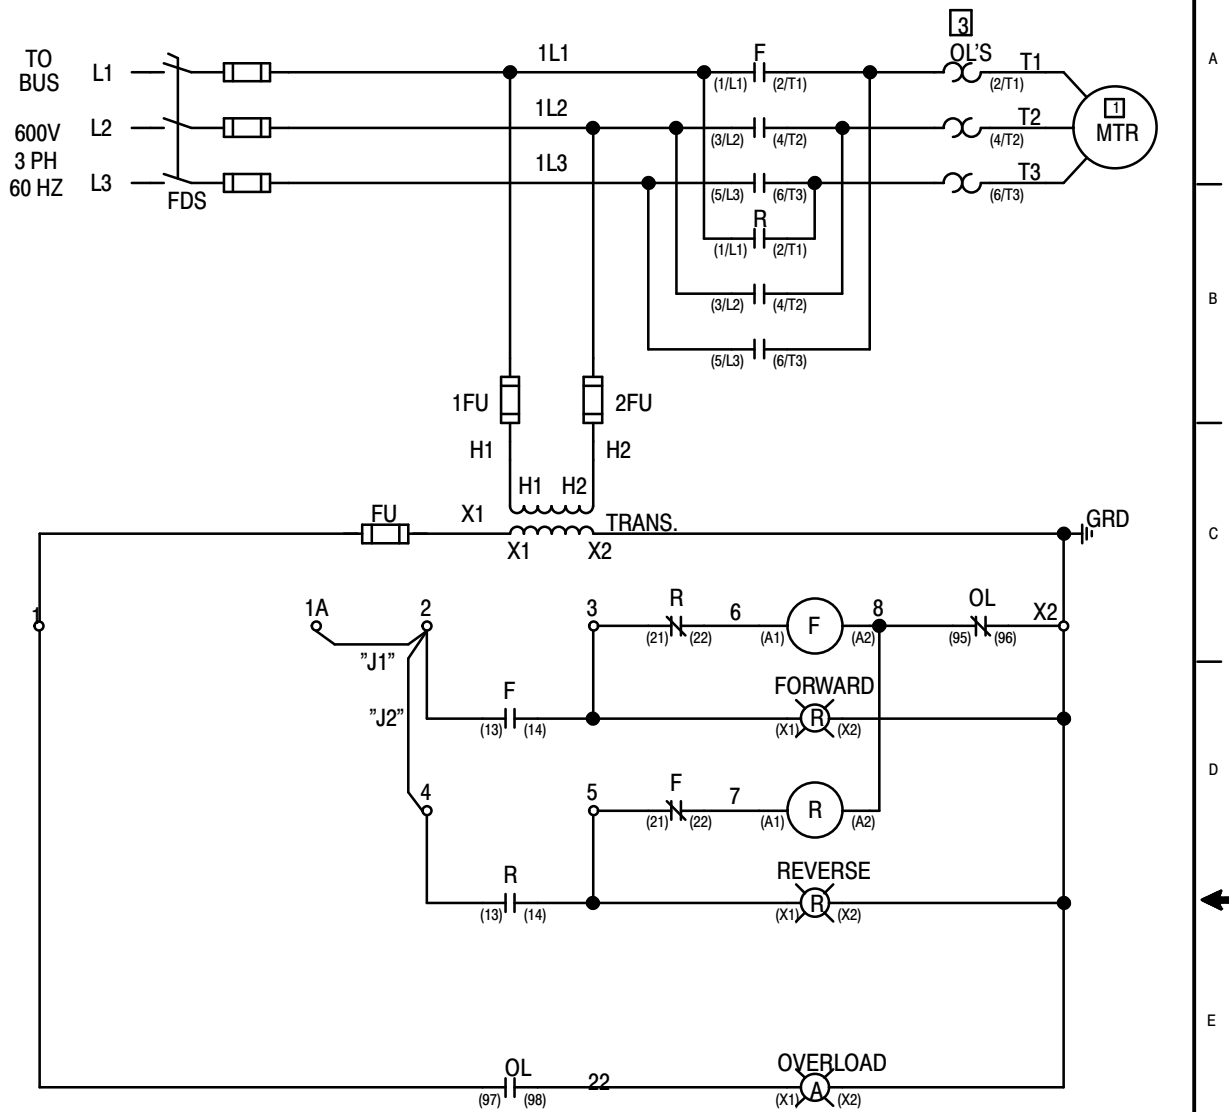 3
OL'S
A
TO
BUS
L1
1L1
F
(1/L1) (2/T1)
T1
(2/T1)
600V
L2
1L2
(3/L2) (4/T2)
T2
(4/T2)
1
MTR
3 PH
60 HZ
L3
1L3
(5/L3) (6/T3)
T3
(6/T3)
FDS
R
(1/L1) (2/T1)
B
(3/L2) (4/T2)
(5/L3) (6/T3)
1FU
2FU
H1
H2
H1 H2
FU
X1
TRANS.
GRD
C
X1 X2
1
1A
2
3
R
(21) (22)
6
(A1)
F
(A2)
8
OL
(95) (96)
X2
"J1"
FORWARD
"J2"
F
(13) (14)
(X1)
R
(X2)
D
4
5
F
(21) (22)
7
(A1)
R
(A2)
REVERSE
R
(13) (14)
(X1)
R
(X2)
E
OL
(97) (98)
22
OVERLOAD
(X1)
A
(X2)